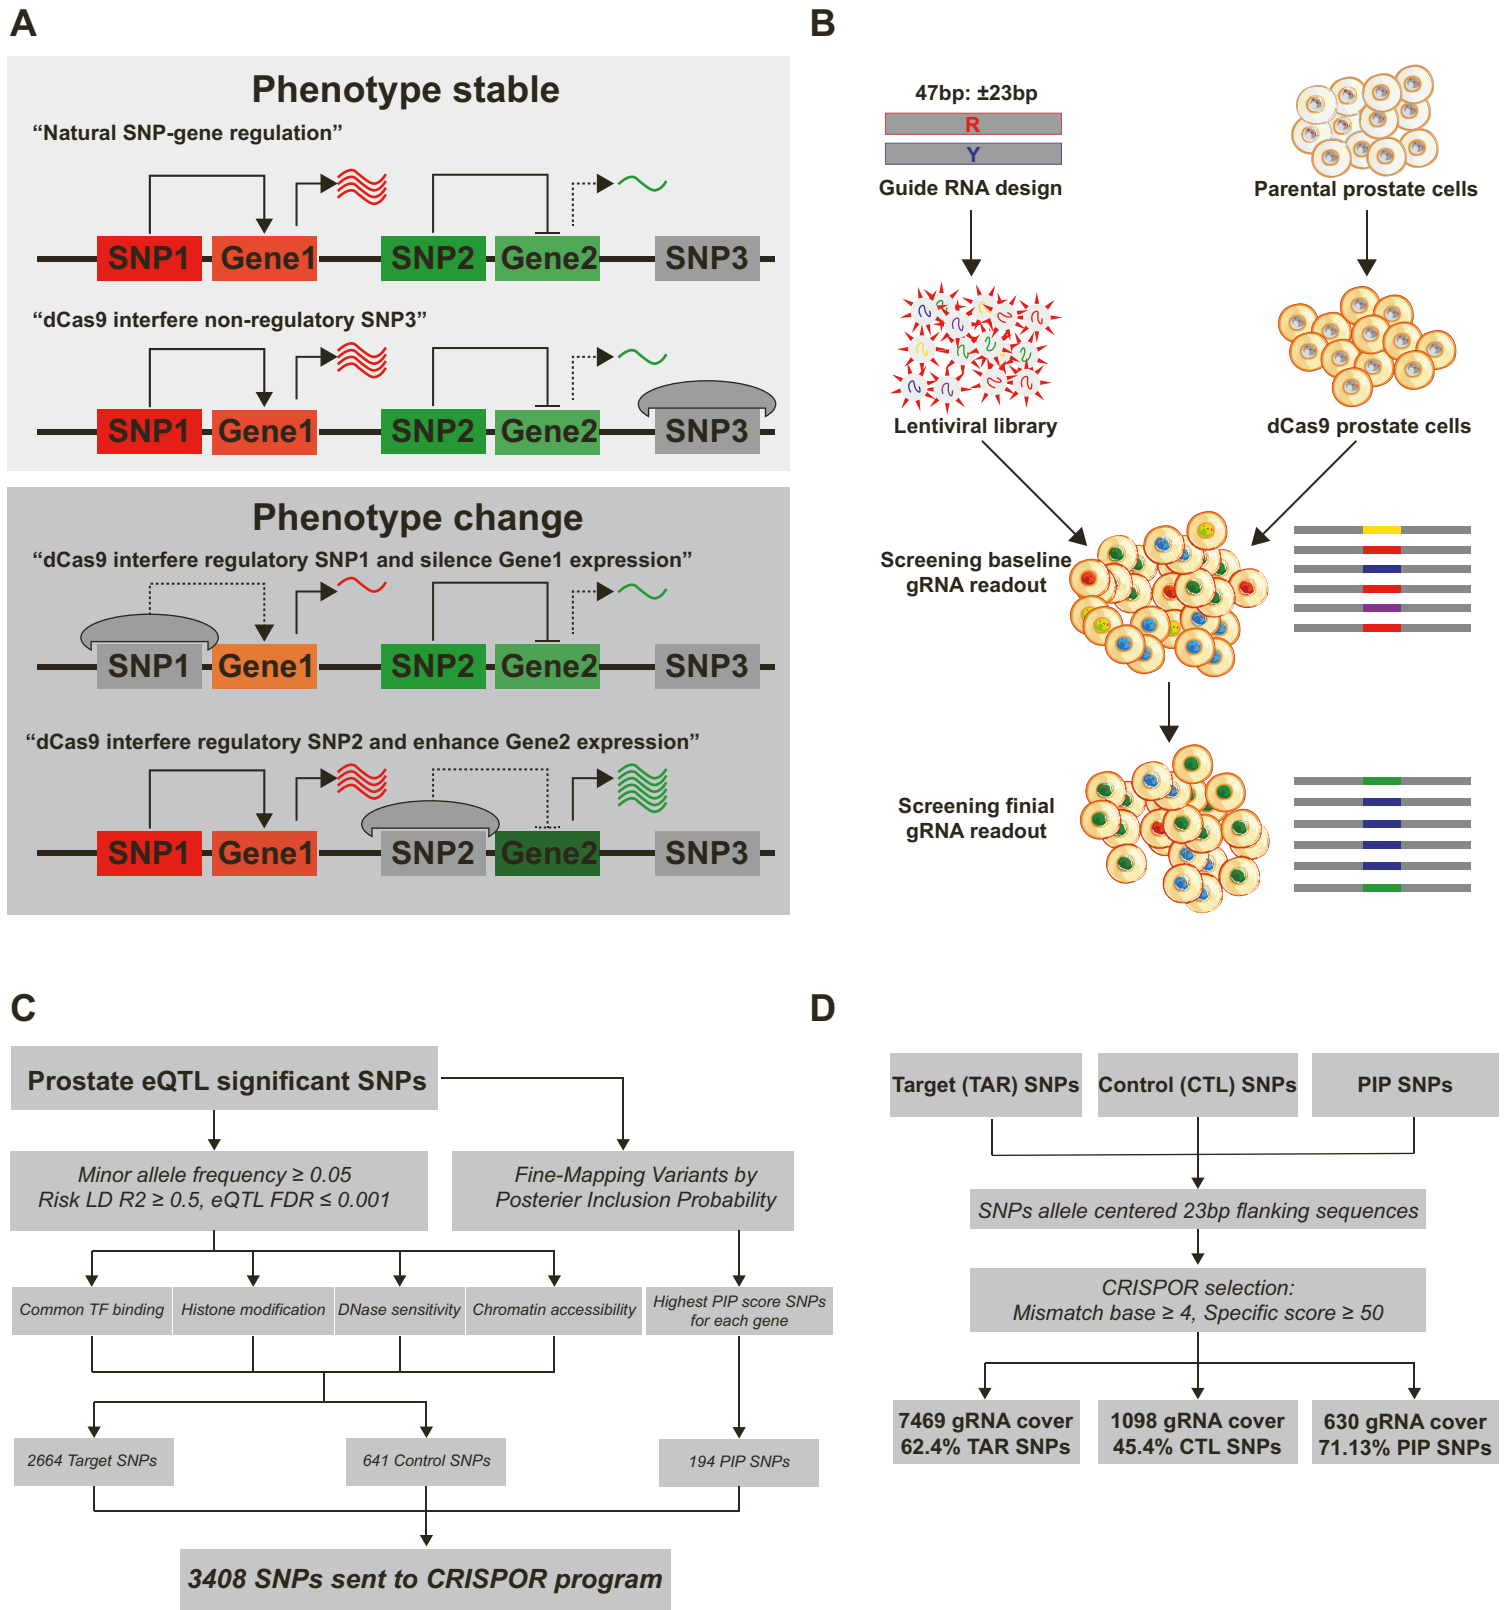 A
Phenotype stable
“Natural SNP-gene regulation”
SNP1 Gene1 SNP2 Gene2 SNP3
“dCas9 interfere non-regulatory SNP3”
SNP1 Gene1 SNP2 Gene2 SNP3
Phenotype change
“dCas9 interfere regulatory SNP1 and silence Gene1 expression”
SNP1 Gene1 SNP2 Gene2 SNP3
“dCas9 interfere regulatory SNP2 and enhance Gene2 expression”
SNP1 Gene1 SNP2 Gene2 SNP3
B
47bp: ±23bp
R
Y
Guide RNA design
Parental prostate cells
Lentiviral library
dCas9 prostate cells
Screening baseline
gRNA readout
Screening finial
gRNA readout
C
Prostate eQTL significant SNPs
Minor allele frequency ≥ 0.05
Risk LD R2 ≥ 0.5, eQTL FDR ≤ 0.001
Fine-Mapping Variants by
Posterier Inclusion Probability
Common TF binding
Histone modification
DNase sensitivity
Chromatin accessibility
Highest PIP score SNPs
for each gene
2664 Target SNPs
641 Control SNPs
194 PIP SNPs
3408 SNPs sent to CRISPOR program
D
Target (TAR) SNPs
Control (CTL) SNPs
PIP SNPs
SNPs allele centered 23bp flanking sequences
CRISPOR selection:
Mismatch base ≥ 4, Specific score ≥ 50
7469 gRNA cover
62.4% TAR SNPs
1098 gRNA cover
45.4% CTL SNPs
630 gRNA cover
71.13% PIP SNPs